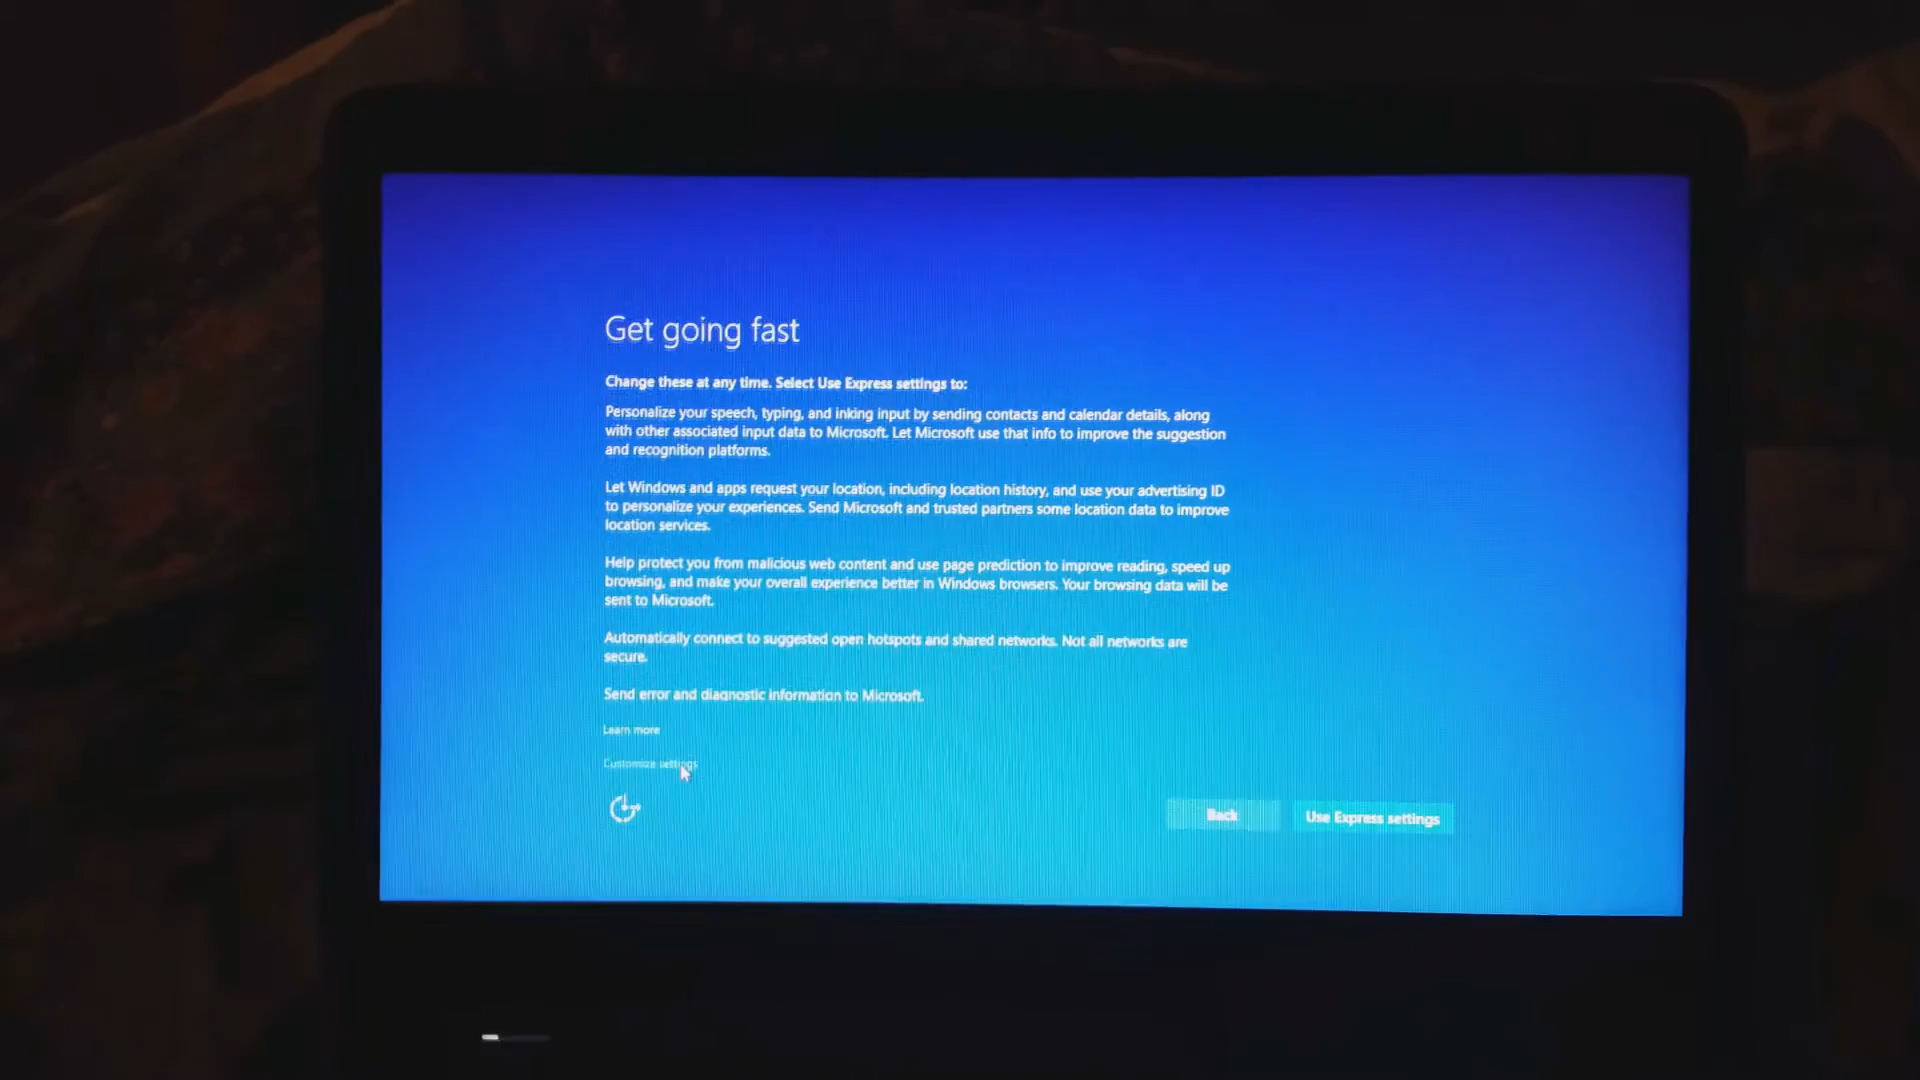 Get going fast
Change these at any time. Select Use Express settings to:
Personalize your speech, typing, and inking input by sending contacts and calendar details, along
with other associated input data to Microsoft. Let Microsoft use that info to improve the suggestion
and recognition platforms.
Let Windows and apps request your location, including location history, and use your advertising ID
to personalize your experiences. Send Microsoft and trusted partners some location data to improve
location services.
Help protect you from malicious web content and use page prediction to improve reading, speed up
browsing, and make your overall experience better in Windows browsers. Your browsing data will be
sent to Microsoft.
Automatically connect to suggested open hotspots and shared networks. Not all networks are
secure.
Send error and diagnostic information to Microsoft.
Learn more
Customize settings
Back
Use Express settings